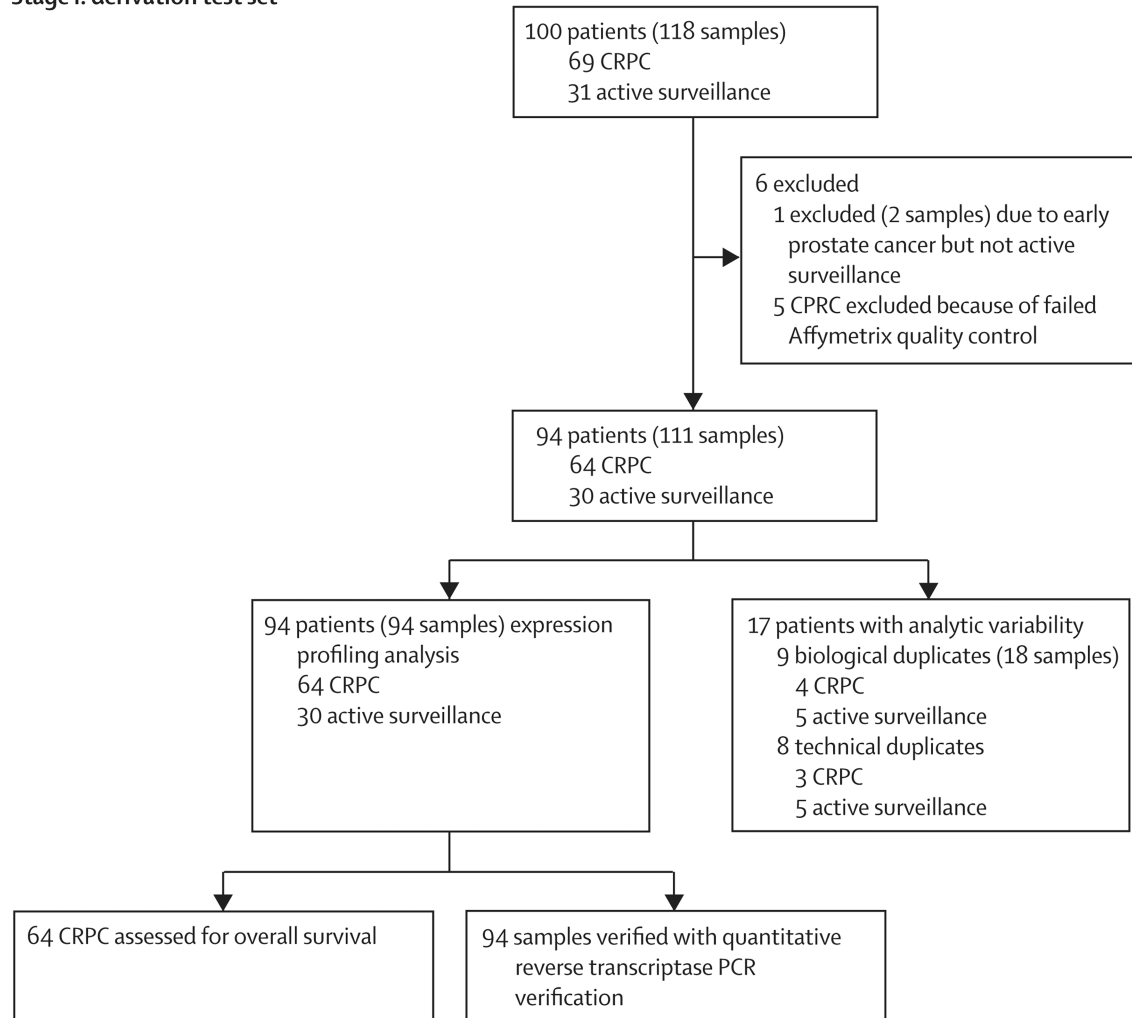 Stage I: derivation test set
100 patients (118 samples)
69 CRPC
31 active surveillance
6 excluded
1 excluded (2 samples) due to early
prostate cancer but not active
surveillance
5 CPRC excluded because of failed
Affymetrix quality control
94 patients (111 samples)
64 CRPC
30 active surveillance
94 patients (94 samples) expression
profiling analysis
64 CRPC
30 active surveillance
17 patients with analytic variability
9 biological duplicates (18 samples)
4 CRPC
5 active surveillance
8 technical duplicates
3 CRPC
5 active surveillance
64 CRPC assessed for overall survival
94 samples verified with quantitative
reverse transcriptase PCR
verification